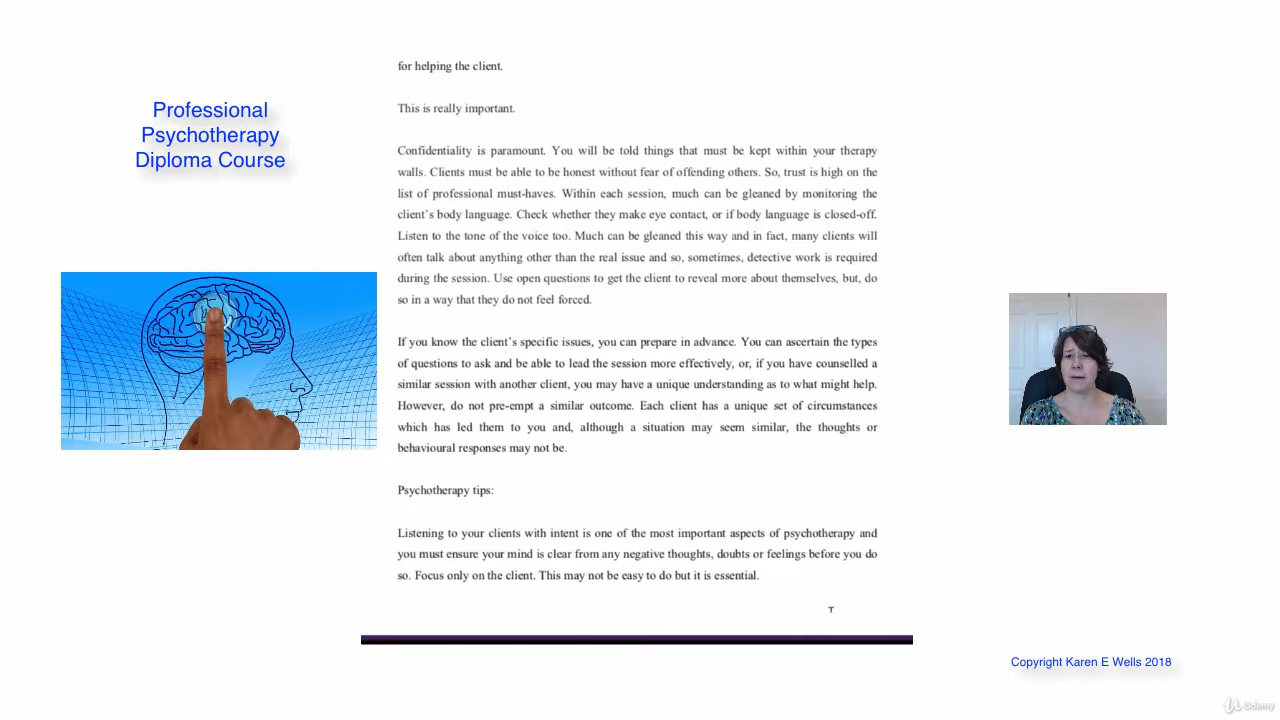 for helping the client.
Professional
Psychotherapy
Diploma Course
This is really important.
Confidentiality is paramount. You will be told things that must be kept within your therapy
walls. Clients must be able to be honest without fear of offending others. So, trust is high on the
list of professional must-haves. Within each session, much can be gleaned by monitoring the
client's body language. Check whether they make eye contact, or if body language is closed-off.
Listen to the tone of the voice too. Much can be gleaned this way and in fact, many clients will
often talk about anything other than the real issue and so, sometimes, detective work is required
during the session. Use open questions to get the client to reveal more about themselves, but, do
so in a way that they do not feel forced.
If you know the client's specific issues, you can prepare in advance. You can ascertain the types
of questions to ask and be able to lead the session more effectively, or, if you have counselled a
similar session with another client, you may have a unique understanding as to what might help.
However, do not pre-empt a similar outcome. Each client has a unique set of circumstances
which has led them to you and, although a situation may seem similar, the thoughts or
behavioural responses may not be.
Psychotherapy tips:
Listening to your clients with intent is one of the most important aspects of psychotherapy and
you must ensure your mind is clear from any negative thoughts, doubts or feelings before you do
so. Focus only on the client. This may not be easy to do but it is essential.
Copyright Karen E Wells 2018
Udemy